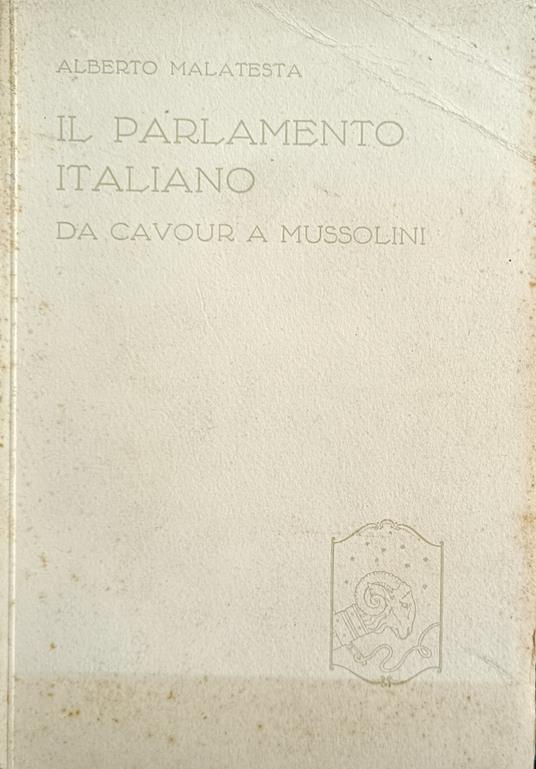 ALBERTO MALATESTA
IL PARLAMENTO
ITALIANO
DA CAVOUR A MUSSOLINI